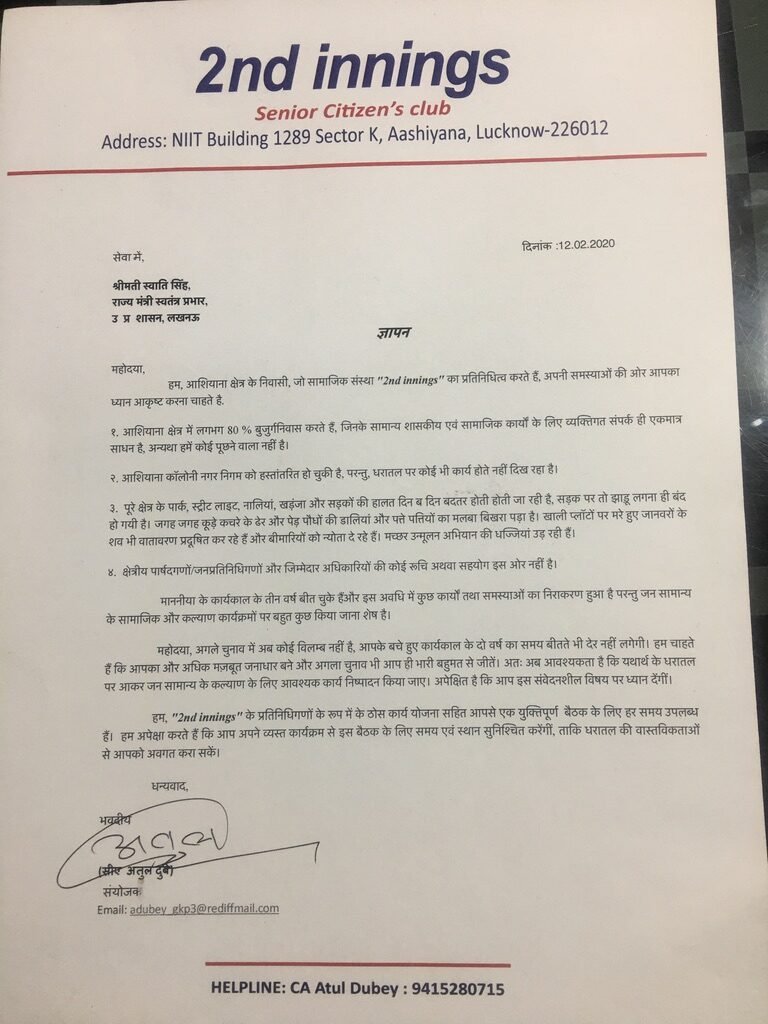 2nd innings
Senior Citizen's club
Address: NIIT Building 1289 Sector K, Aashiyana, Lucknow-226012
दिनांक :12.02.2020
सेवा में,
श्रीमती स्वाति सिंह,
राज्य मंत्री स्वतंत्र प्रभार,
उ प्र शासन, लखनऊ
ज्ञापन
महोदया,
हम, आशियाना क्षेत्र के निवासी, जो सामाजिक संस्था "2nd innings" का प्रतिनिधित्व करते हैं, अपनी समस्याओं की ओर आपका
ध्यान आकृष्ट करना चाहते है.
१. आशियाना क्षेत्र में लगभग 80 % बुजुर्गनिवास करते हैं, जिनके सामान्य शासकीय एवं सामाजिक कार्यों के लिए व्यक्तिगत संपर्क ही एकमात्र
साधन है, अन्यथा हमें कोई पूछने वाला नहीं है।
२. आशियाना कॉलोनी नगर निगम को हस्तांतरित हो चुकी है, परन्तु, धरातल पर कोई भी कार्य होते नहीं दिख रहा है।
३. पूरे क्षेत्र के पार्क, स्ट्रीट लाइट, नालियां, खड़ंजा और सड़कों की हालत दिन ब दिन बदतर होती होती जा रही है, सड़क पर तो झाडू लगना ही बंद
हो गयी है। जगह जगह कूड़े कचरे के ढेर और पेड़ पौधों की डालियां और पत्ते पत्तियों का मलबा बिखरा पड़ा है। खाली प्लॉटों पर मरे हुए जानवरों के
शव भी वातावरण प्रदूषित कर रहे हैं और बीमारियों को न्योता दे रहे हैं। मच्छर उन्मूलन अभियान की धज्जियां उड़ रही हैं।
४. क्षेत्रीय पार्षदगणों/जनप्रतिनिधिगणों और जिम्मेदार अधिकारियों की कोई रूचि अथवा सहयोग इस ओर नहीं है।
माननीया के कार्यकाल के तीन वर्ष बीत चुके हैंऔर इस अवधि में कुछ कार्यों तथा समस्याओं का निराकरण हुआ है परन्तु जन सामान्य
के सामाजिक और कल्याण कार्यक्रमों पर बहुत कुछ किया जाना शेष है।
महोदया, अगले चुनाव में अब कोई विलम्ब नहीं है, आपके बचे हुए कार्यकाल के दो वर्ष का समय बीतते भी देर नहीं लगेगी। हम चाहते
हैं कि आपका और अधिक मज़बूत जनाधार बने और अगला चुनाव भी आप ही भारी बहुमत से जीतें। अतः अब आवश्यकता है कि यथार्थ के धरातल
पर आकर जन सामान्य के कल्याण के लिए आवश्यक कार्य निष्पादन किया जाए। अपेक्षित है कि आप इस संवेदनशील विषय पर ध्यान देंगीं।
हम, "2nd innings" के प्रतिनिधिगणों के रूप में के ठोस कार्य योजना सहित आपसे एक युक्तिपूर्ण बैठक के लिए हर समय उपलब्ध
हैं। हम अपेक्षा करते हैं कि आप अपने व्यस्त कार्यक्रम से इस बैठक के लिए समय एवं स्थान सुनिश्चित करेंगीं, ताकि धरातल की वास्तविकताओं
से आपको अवगत करा सकें।
धन्यवाद,
भवदीय
अतुल
(सीए अतुल दुबे)
संयोजक
Email: adubey_gkp3@rediffmail.com
HELPLINE: CA Atul Dubey : 9415280715